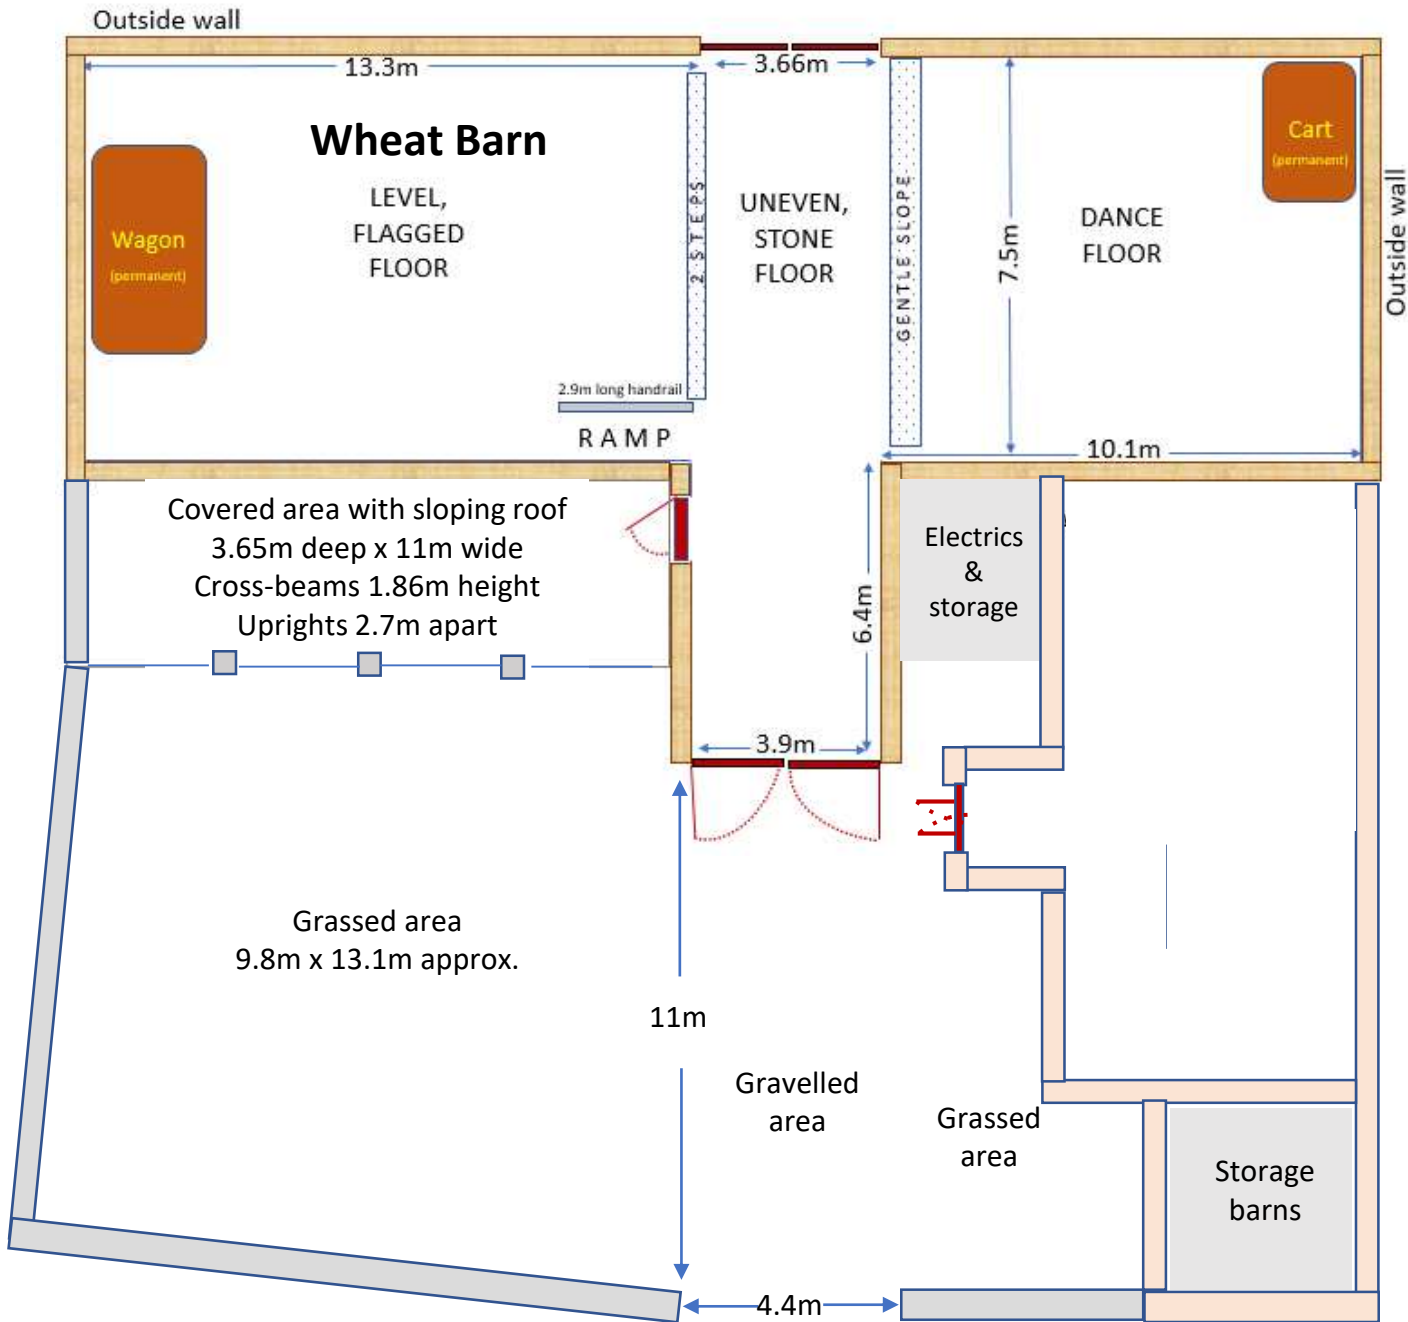 Outside wall
13.3m
3.66m
Wheat Barn
LEVEL,
FLAGGED
FLOOR
Wagon
(permanent)
2 STEPS
UNEVEN,
STONE
FLOOR
GENTLE SLOPE
7.5m
DANCE
FLOOR
Cart
(permanent)
Outside wall
2.9m long handrail
RAMP
10.1m
Covered area with sloping roof
3.65m deep x 11m wide
Cross-beams 1.86m height
Uprights 2.7m apart
6.4m
Electrics
&
storage
3.9m
Grassed area
9.8m x 13.1m approx.
11m
Gravelled
area
Grassed
area
Storage
barns
4.4m